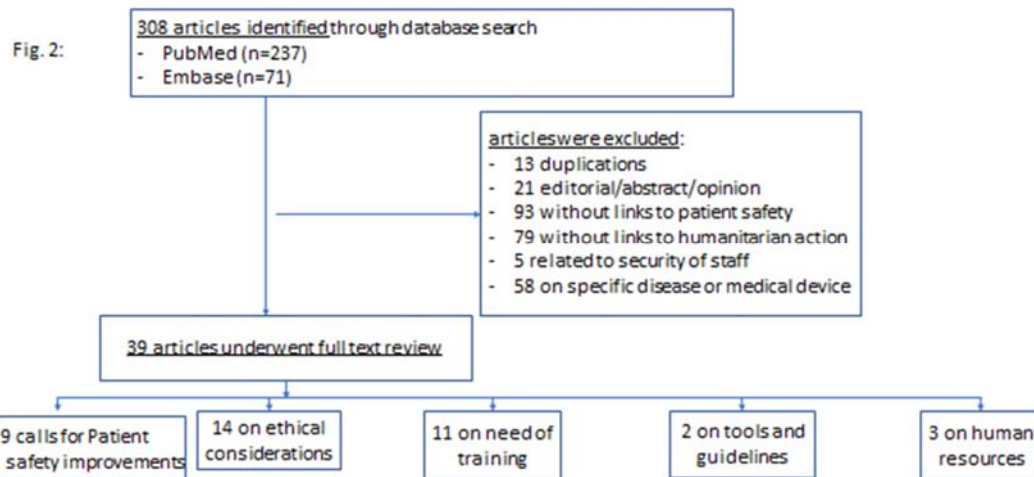 Fig. 2:
308 articles identified through database search
- PubMed (n=237)
- Embase (n=71)
articles were excluded:
- 13 duplications
- 21 editorial/abstract/opinion
- 93 without links to patient safety
- 79 without links to humanitarian action
- 5 related to security of staff
- 58 on specific disease or medical device
39 articles underwent full text review
9 calls for Patient
safety improvements
14 on ethical
considerations
11 on need of
training
2 on tools and
guidelines
3 on human
resources